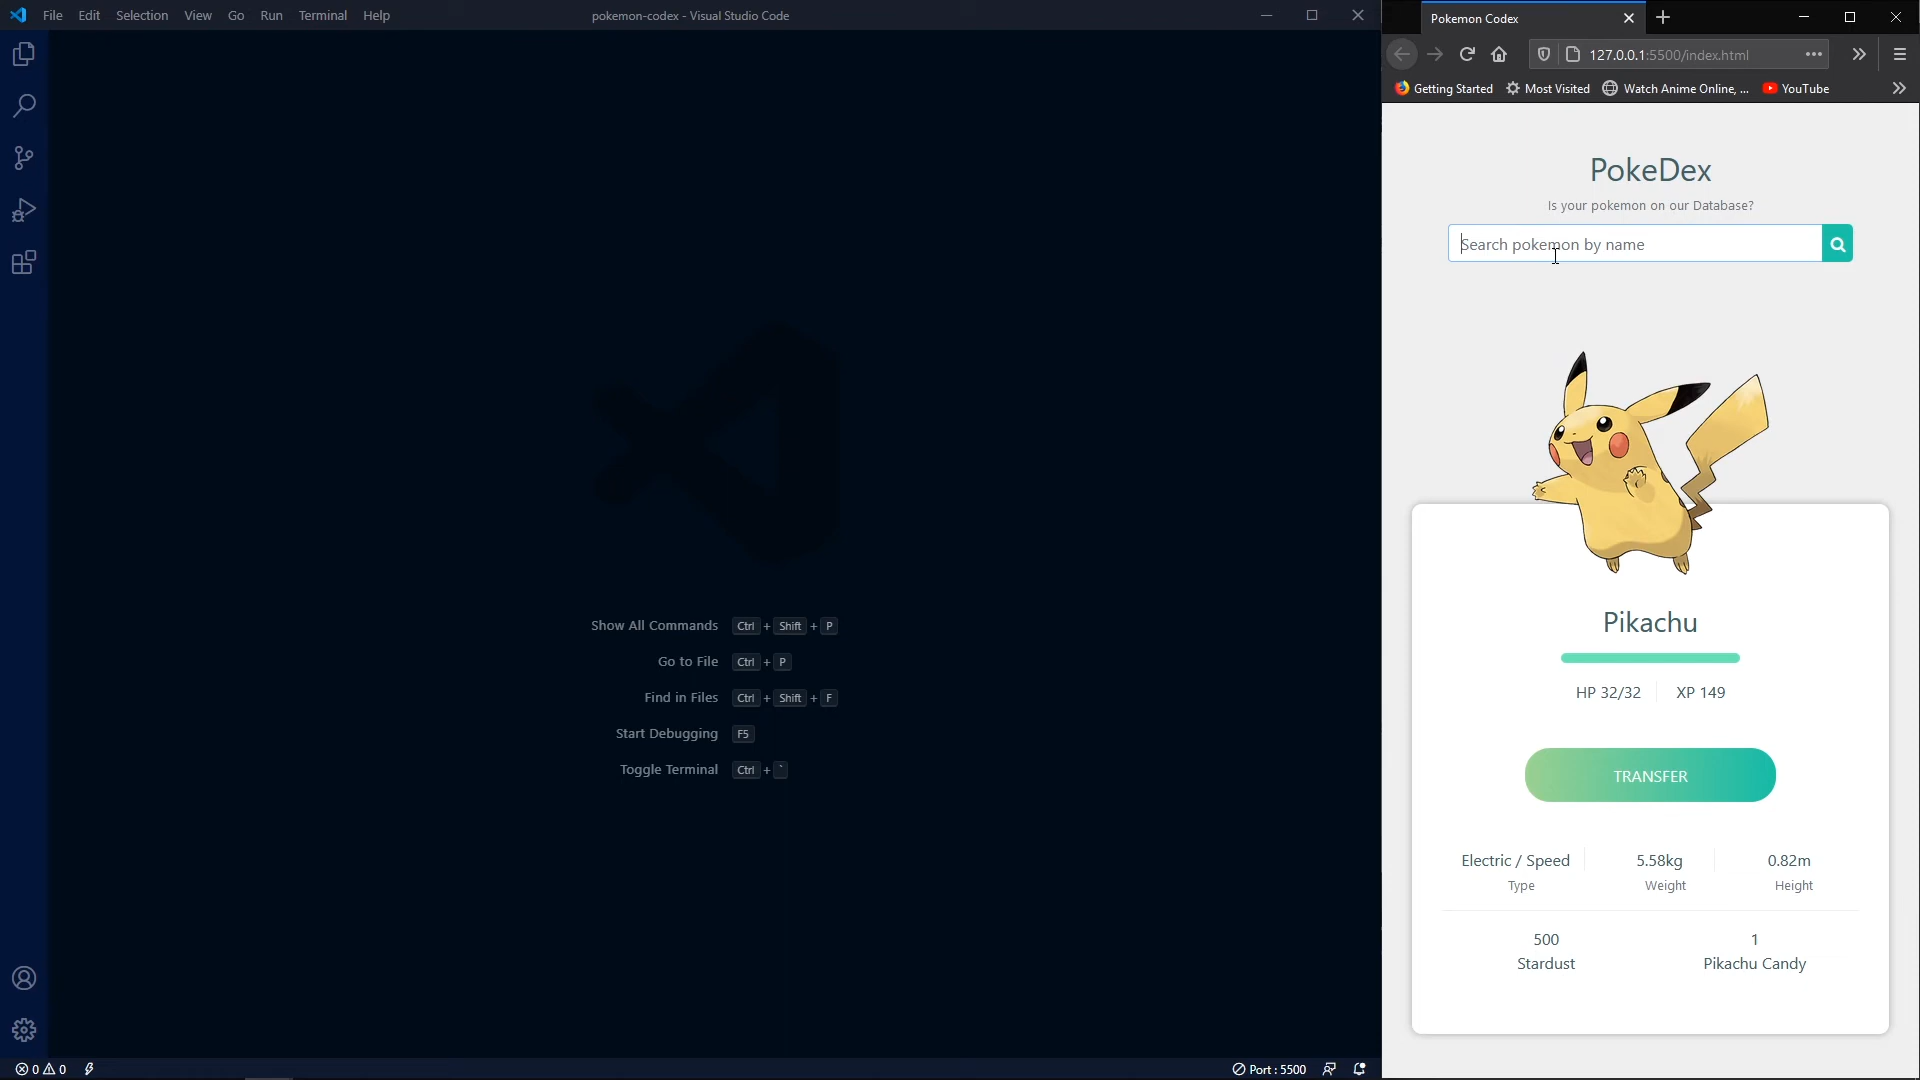 File Edit Selection View Go Run Terminal Help
pokemon-codex - Visual Studio Code
Show All Commands Ctrl + Shift + P
Go to File Ctrl + P
Find in Files Ctrl + Shift + F
Start Debugging F5
Toggle Terminal Ctrl + `
0 0
Port : 5500
Pokemon Codex
127.0.0.1:5500/index.html
Getting Started Most Visited Watch Anime Online, ... YouTube
PokeDex
Is your pokemon on our Database?
Search pokemon by name
Pikachu
HP 32/32 XP 149
TRANSFER
Electric / Speed 5.58kg 0.82m
Type Weight Height
500 1
Stardust Pikachu Candy